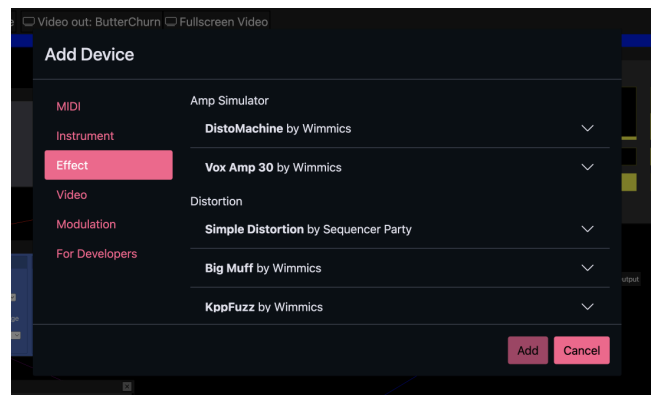 Video out: ButterChurn Fullscreen Video
Add Device
MIDI
Instrument
Effect
Video
Modulation
For Developers
Amp Simulator
DistoMachine by Wimmics
Vox Amp 30 by Wimmics
Distortion
Simple Distortion by Sequencer Party
Big Muff by Wimmics
KppFuzz by Wimmics
Add Cancel